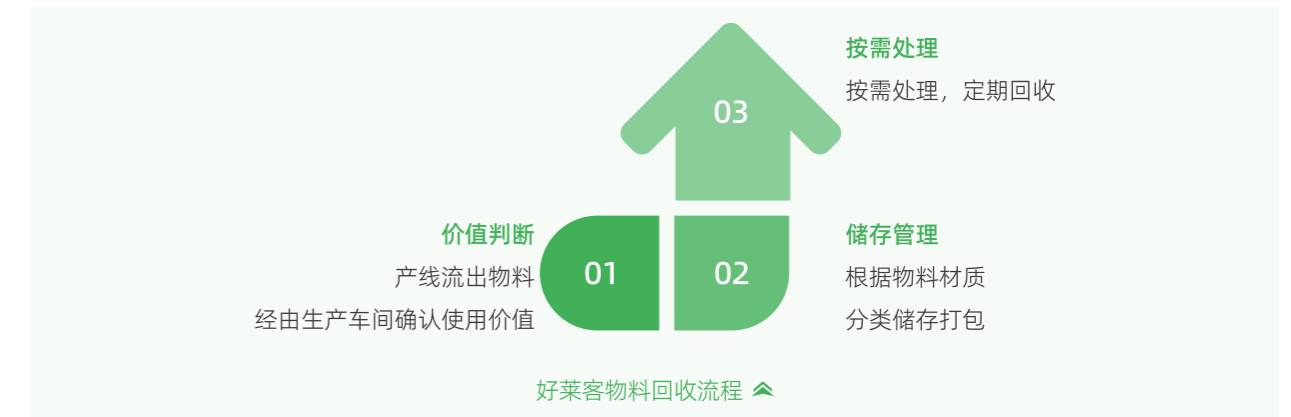 01
价值判断
产线流出物料
经由生产车间确认使用价值
02
储存管理
根据物料材质
分类储存打包
03
按需处理
按需处理，定期回收
好莱客物料回收流程